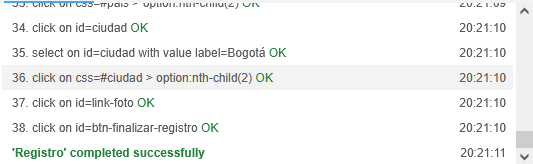 33. click on css=#pais > option:nth-child(2) OK 20:21:09
34. click on id=ciudad OK 20:21:10
35. select on id=ciudad with value label=Bogotá OK 20:21:10
36. click on css=#ciudad > option:nth-child(2) OK 20:21:10
37. click on id=link-foto OK 20:21:10
38. click on id=btn-finalizar-registro OK 20:21:10
'Registro' completed successfully 20:21:11